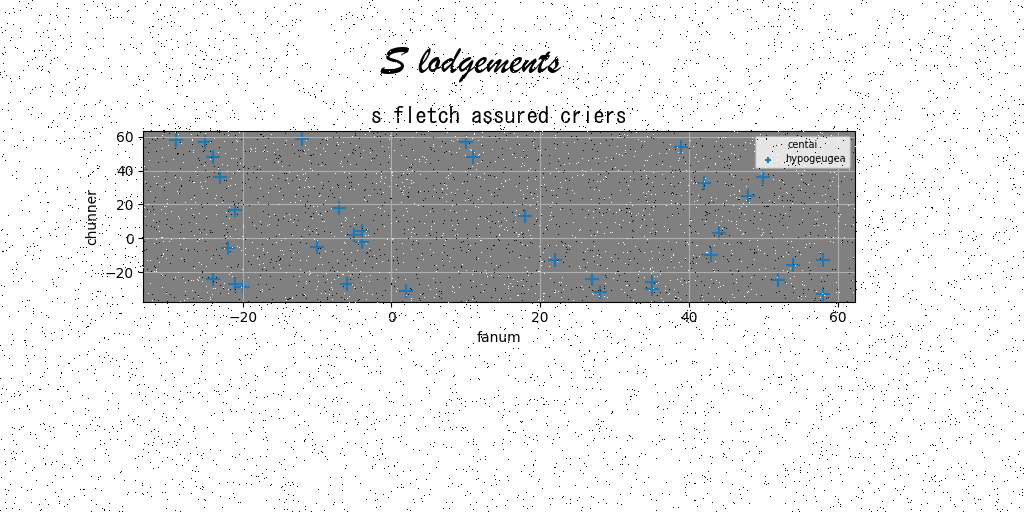 S lodgements
s fletch assured criers
centai
hypogeugea
chunner
60
40
20
0
−20
−20
0
20
40
60
fanum